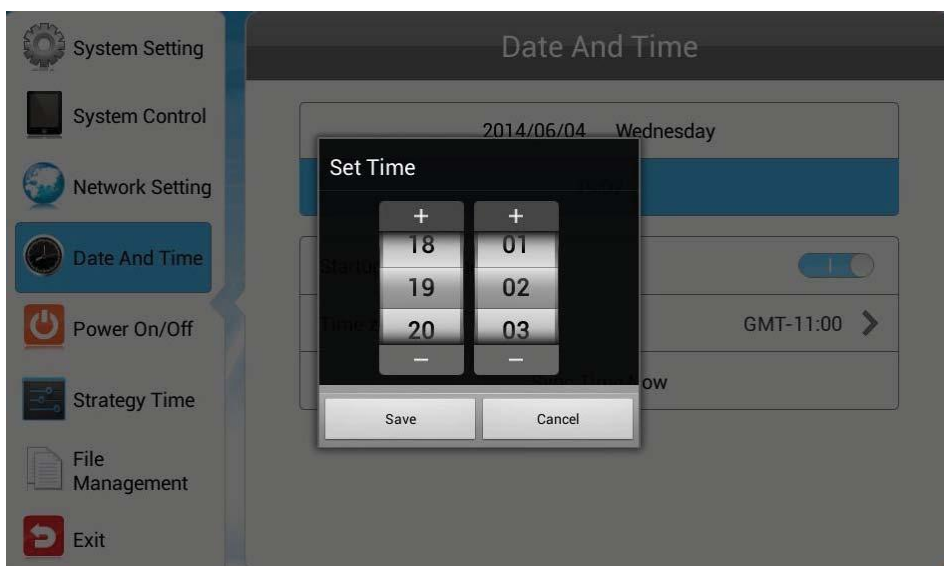 System Setting
System Control
Network Setting
Date And Time
Power On/Off
Strategy Time
File
Management
Exit
Date And Time
2014/06/04 Wednesday
Set Time
+ +
18 01
19 02
20 03
− −
Save Cancel
GMT-11:00
Now